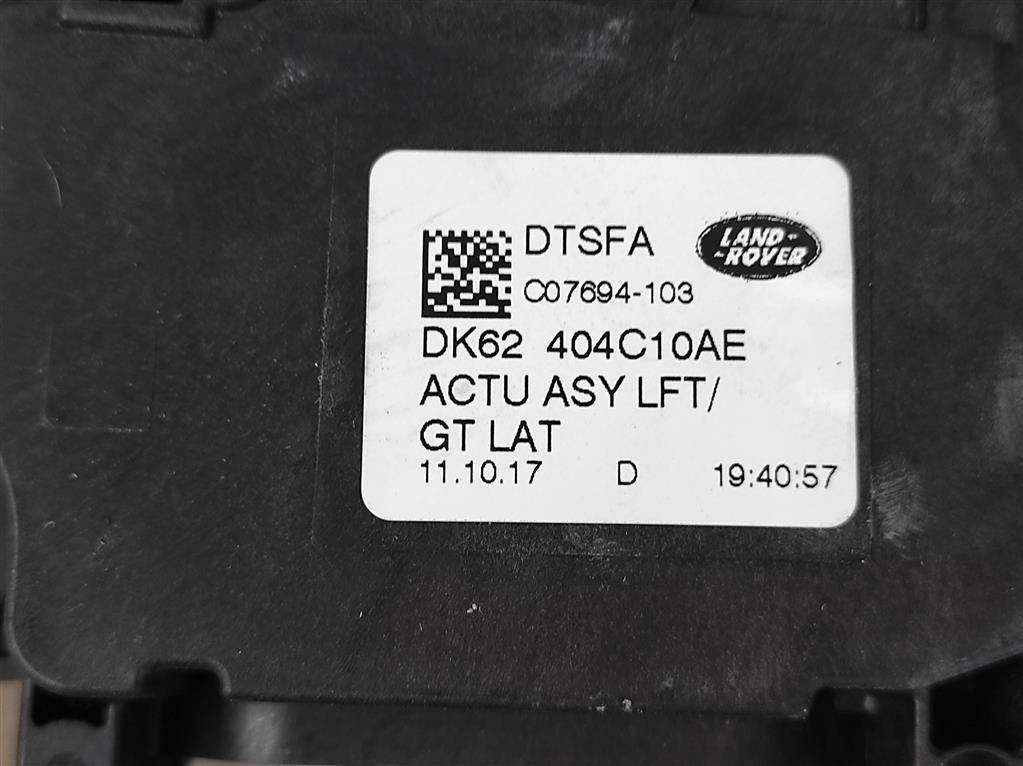 DTSFA
LAND-
-ROVER
C07694-103
DK62 404C10AE
ACTU ASY LFT/
GT LAT
11.10.17 D 19:40:57